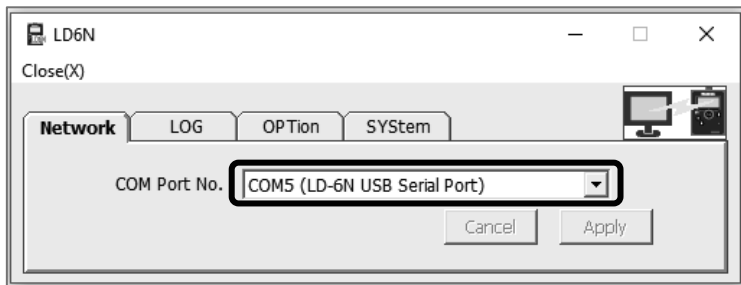 LD6N
Close(X)
Network LOG OPTion SYStem
COM Port No. COM5 (LD-6N USB Serial Port)
Cancel Apply